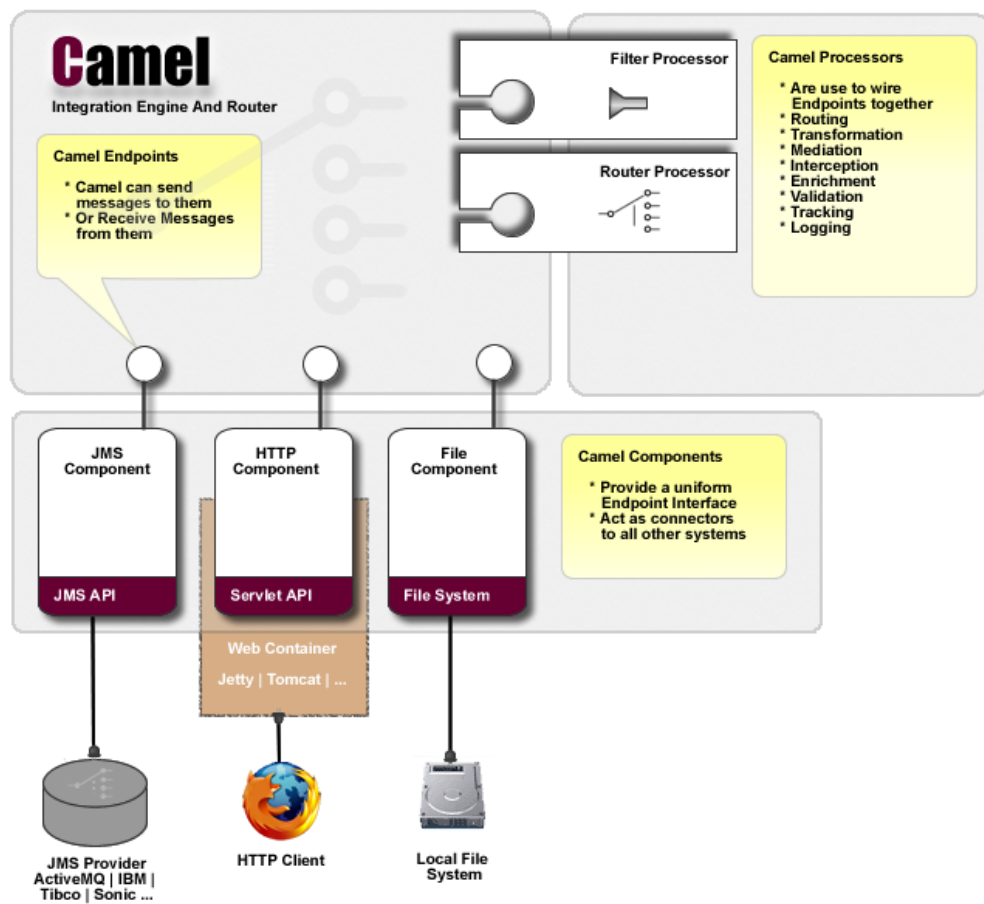 Camel
Integration Engine And Router
Camel Endpoints
* Camel can send
messages to them
* Or Receive Messages
from them
Filter Processor
Router Processor
Camel Processors
* Are use to wire
Endpoints together
* Routing
* Transformation
* Mediation
* Interception
* Enrichment
* Validation
* Tracking
* Logging
JMS
Component
JMS API
HTTP
Component
Servlet API
File
Component
File System
Camel Components
* Provide a uniform
Endpoint Interface
* Act as connectors
to all other systems
Web Container
Jetty | Tomcat | ...
JMS Provider
ActiveMQ | IBM |
Tibco | Sonic ...
HTTP Client
Local File
System